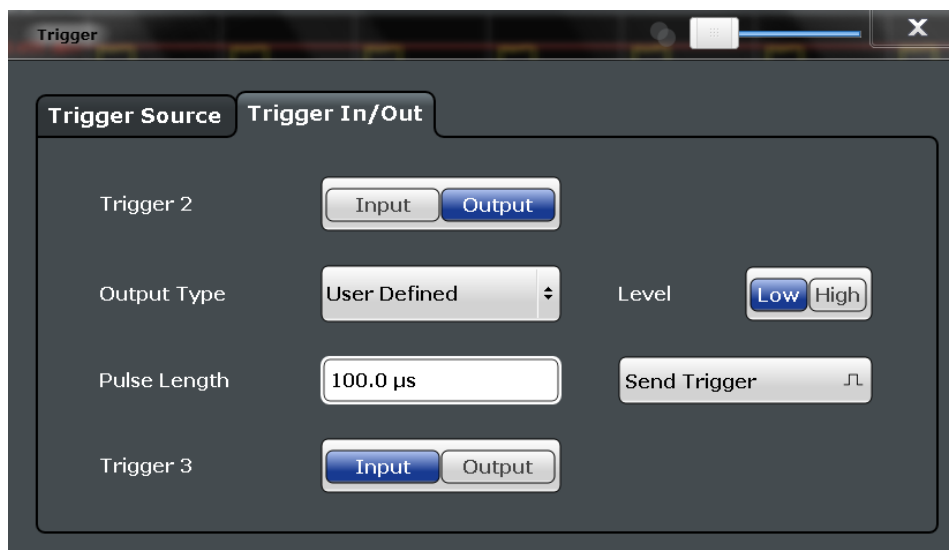 Trigger
X
Trigger Source Trigger In/Out
Trigger 2 Input Output
Output Type User Defined Level Low High
Pulse Length 100.0 µs Send Trigger
Trigger 3 Input Output